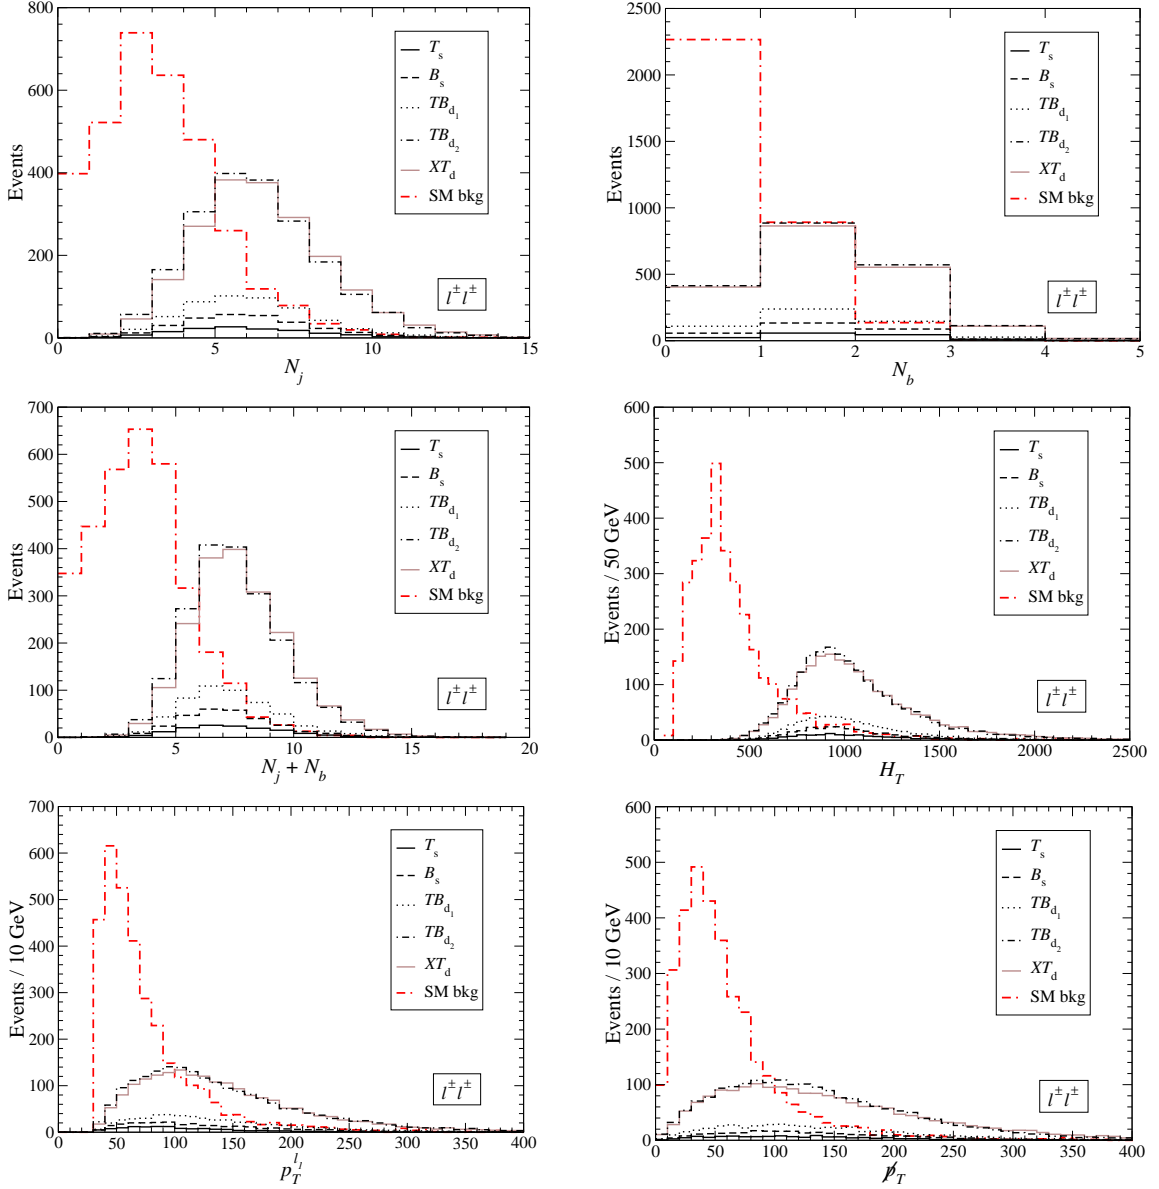 800
600
400
200
0
Events
0 5 10 15
N_j
T_s
B_s
TB_d₁
TB_d₂
XT_d
SM bkg
l^± l^±
2500
2000
1500
1000
500
0
Events
0 1 2 3 4 5
N_b
T_s
B_s
TB_d₁
TB_d₂
XT_d
SM bkg
l^± l^±
700
600
500
400
300
200
100
0
Events
0 5 10 15 20
N_j + N_b
T_s
B_s
TB_d₁
TB_d₂
XT_d
SM bkg
l^± l^±
600
500
400
300
200
100
0
Events / 50 GeV
0 500 1000 1500 2000 2500
H_T
T_s
B_s
TB_d₁
TB_d₂
XT_d
SM bkg
l^± l^±
700
600
500
400
300
200
100
0
Events / 10 GeV
0 50 100 150 200 250 300 350 400
p_T^l₁
T_s
B_s
TB_d₁
TB_d₂
XT_d
SM bkg
l^± l^±
600
500
400
300
200
100
0
Events / 10 GeV
0 50 100 150 200 250 300 350 400
p̸_T
T_s
B_s
TB_d₁
TB_d₂
XT_d
SM bkg
l^± l^±